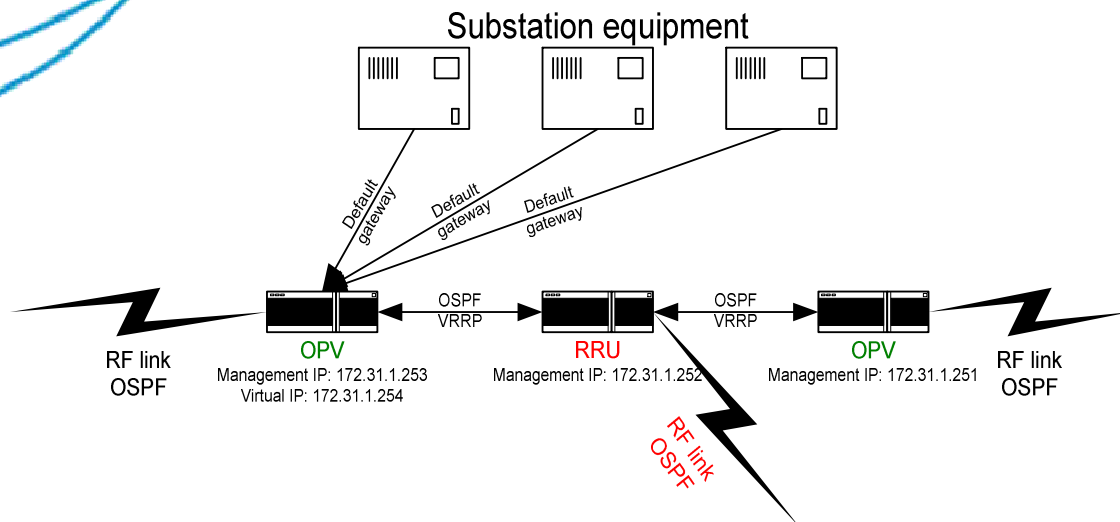 Substation equipment
Default
gateway
Default
gateway
Default
gateway
OSPF
VRRP
OSPF
VRRP
RF link
OSPF
OPV
Management IP: 172.31.1.253
Virtual IP: 172.31.1.254
RRU
Management IP: 172.31.1.252
OPV
Management IP: 172.31.1.251
RF link
OSPF
RF link
OSPF